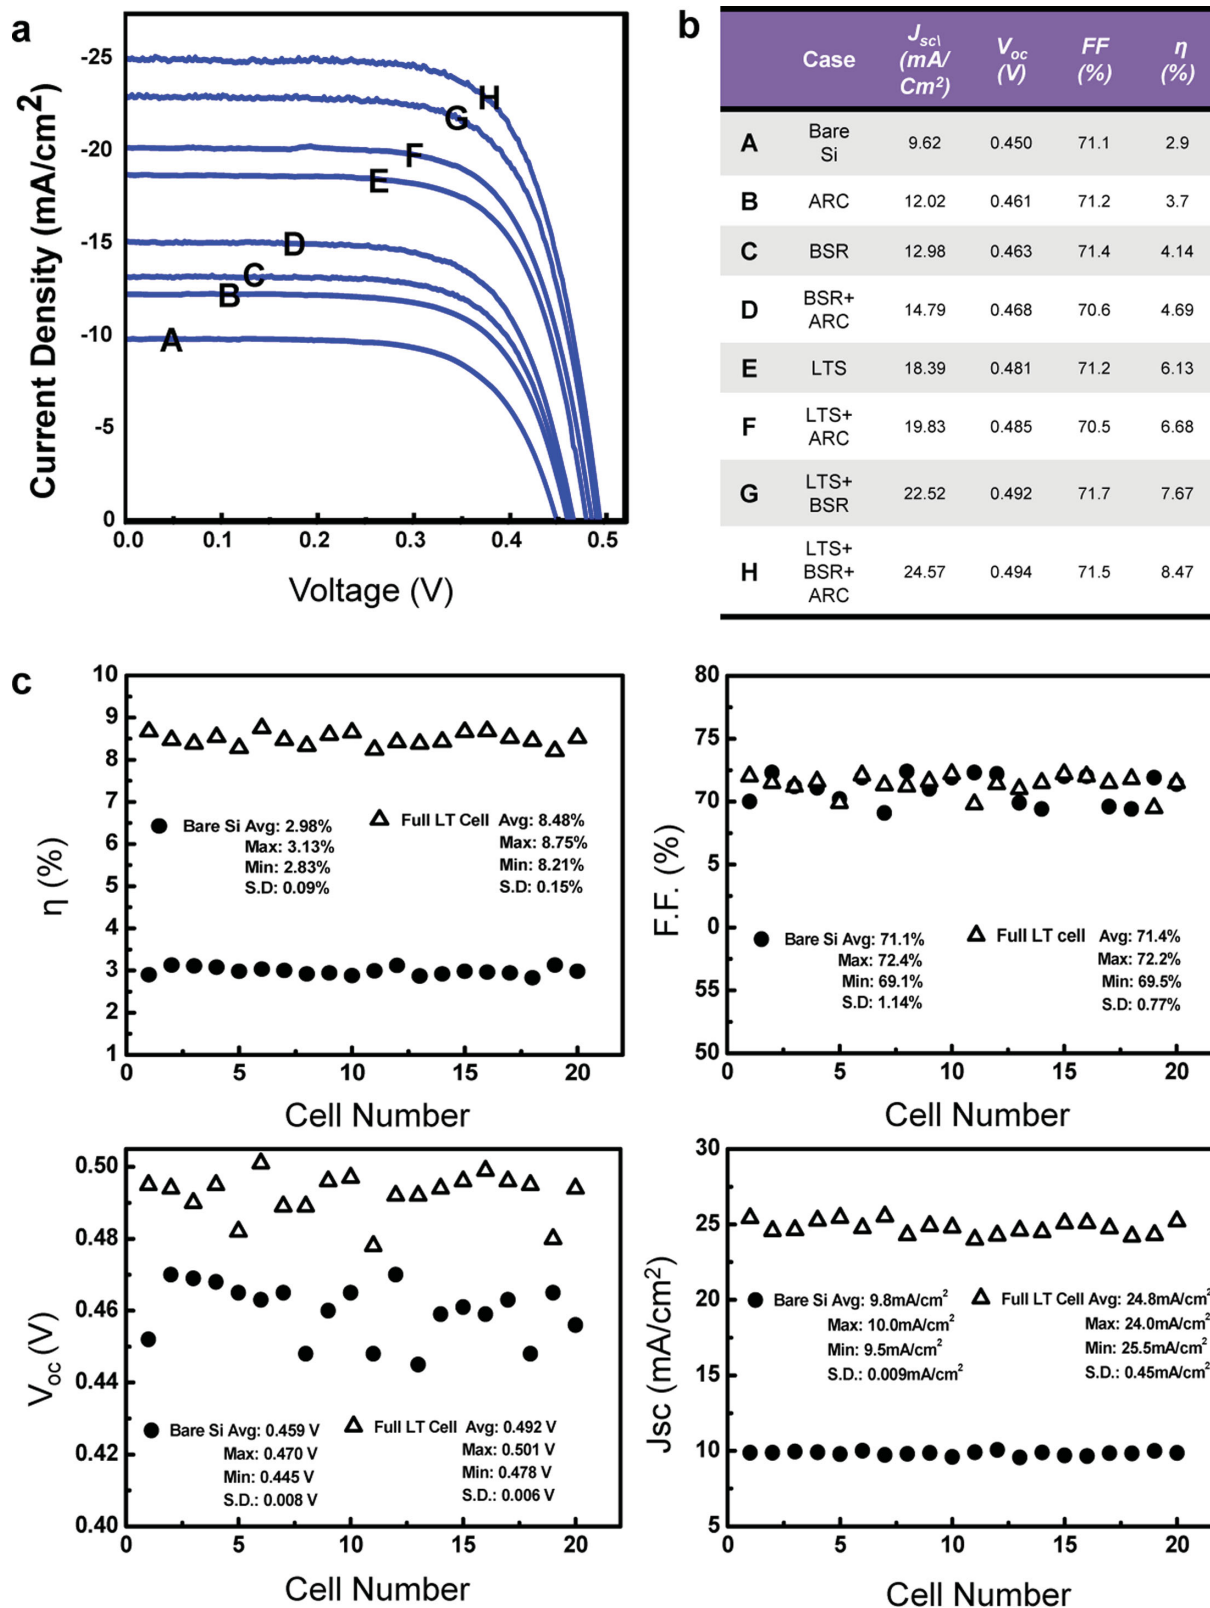 a
-25
-20
-15
-10
-5
0
0.0 0.1 0.2 0.3 0.4 0.5
Current Density (mA/cm2)
Voltage (V)
H
G
F
E
D
C
B
A
b
Case Jsc\ (mA/Cm2) Voc (V) FF (%) η (%)
A Bare Si 9.62 0.450 71.1 2.9
B ARC 12.02 0.461 71.2 3.7
C BSR 12.98 0.463 71.4 4.14
D BSR+ ARC 14.79 0.468 70.6 4.69
E LTS 18.39 0.481 71.2 6.13
F LTS+ ARC 19.83 0.485 70.5 6.68
G LTS+ BSR 22.52 0.492 71.7 7.67
H LTS+ BSR+ ARC 24.57 0.494 71.5 8.47
c
10
9
8
7
6
5
4
3
2
1
0 5 10 15 20
η (%)
Cell Number
Bare Si Avg: 2.98%
Max: 3.13%
Min: 2.83%
S.D: 0.09%
Full LT Cell Avg: 8.48%
Max: 8.75%
Min: 8.21%
S.D: 0.15%
80
75
70
5
0
55
50
0 5 10 15 20
F.F. (%)
Cell Number
Bare Si Avg: 71.1%
Max: 72.4%
Min: 69.1%
S.D: 1.14%
Full LT cell Avg: 71.4%
Max: 72.2%
Min: 69.5%
S.D: 0.77%
0.50
0.48
0.46
0.44
0.42
0.40
0 5 10 15 20
Voc (V)
Cell Number
Bare Si Avg: 0.459 V
Max: 0.470 V
Min: 0.445 V
S.D.: 0.008 V
Full LT Cell Avg: 0.492 V
Max: 0.501 V
Min: 0.478 V
S.D.: 0.006 V
30
25
20
15
10
5
0 5 10 15 20
Jsc (mA/cm2)
Cell Number
Bare Si Avg: 9.8mA/cm2
Max: 10.0mA/cm2
Min: 9.5mA/cm2
S.D.: 0.009mA/cm2
Full LT Cell Avg: 24.8mA/cm2
Max: 24.0mA/cm2
Min: 25.5mA/cm2
S.D.: 0.45mA/cm2